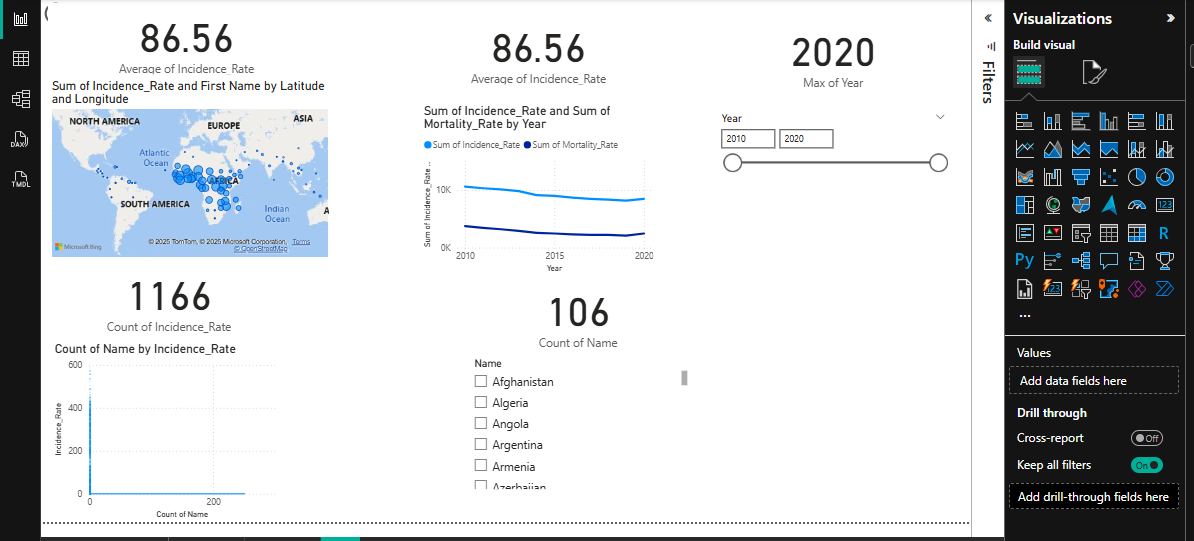 86.56
Average of Incidence_Rate
Sum of Incidence_Rate and First Name by Latitude
and Longitude
NORTH AMERICA
EUROPE
ASIA
Atlantic
Ocean
AFRICA
SOUTH AMERICA
Indian
Ocean
A
Microsoft Bing
© 2025 TomTom, © 2025 Microsoft Corporation, Terms
© OpenStreetMap
1166
Count of Incidence_Rate
Count of Name by Incidence_Rate
Incidence_Rate
600
400
200
0
0
200
Count of Name
86.56
Average of Incidence_Rate
Sum of Incidence_Rate and Sum of
Mortality_Rate by Year
Sum of Incidence_Rate
Sum of Mortality_Rate
Sum of Incidence_Rate ...
10K
0K
2010
2015
2020
Year
106
Count of Name
Name
Afghanistan
Algeria
Angola
Argentina
Armenia
Azerbaijan
2020
Max of Year
Year
2010
2020
Filters
Visualizations
Build visual
123
R
Py
123
...
Values
Add data fields here
Drill through
Cross-report
Off
Keep all filters
On
Add drill-through fields here
DAX
TMDL